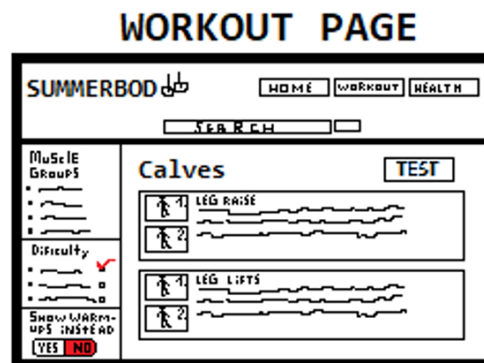 WORKOUT PAGE
SUMMERBOD
HOME WORKOUT HEALTH
SEARCH
MUSCLE
GROUPS
Calves
TEST
1. LEG RAISE
2.
Dificulty
1. LEG LIFTS
2.
SHOW WARM-
UPS INSTEAD
YES NO